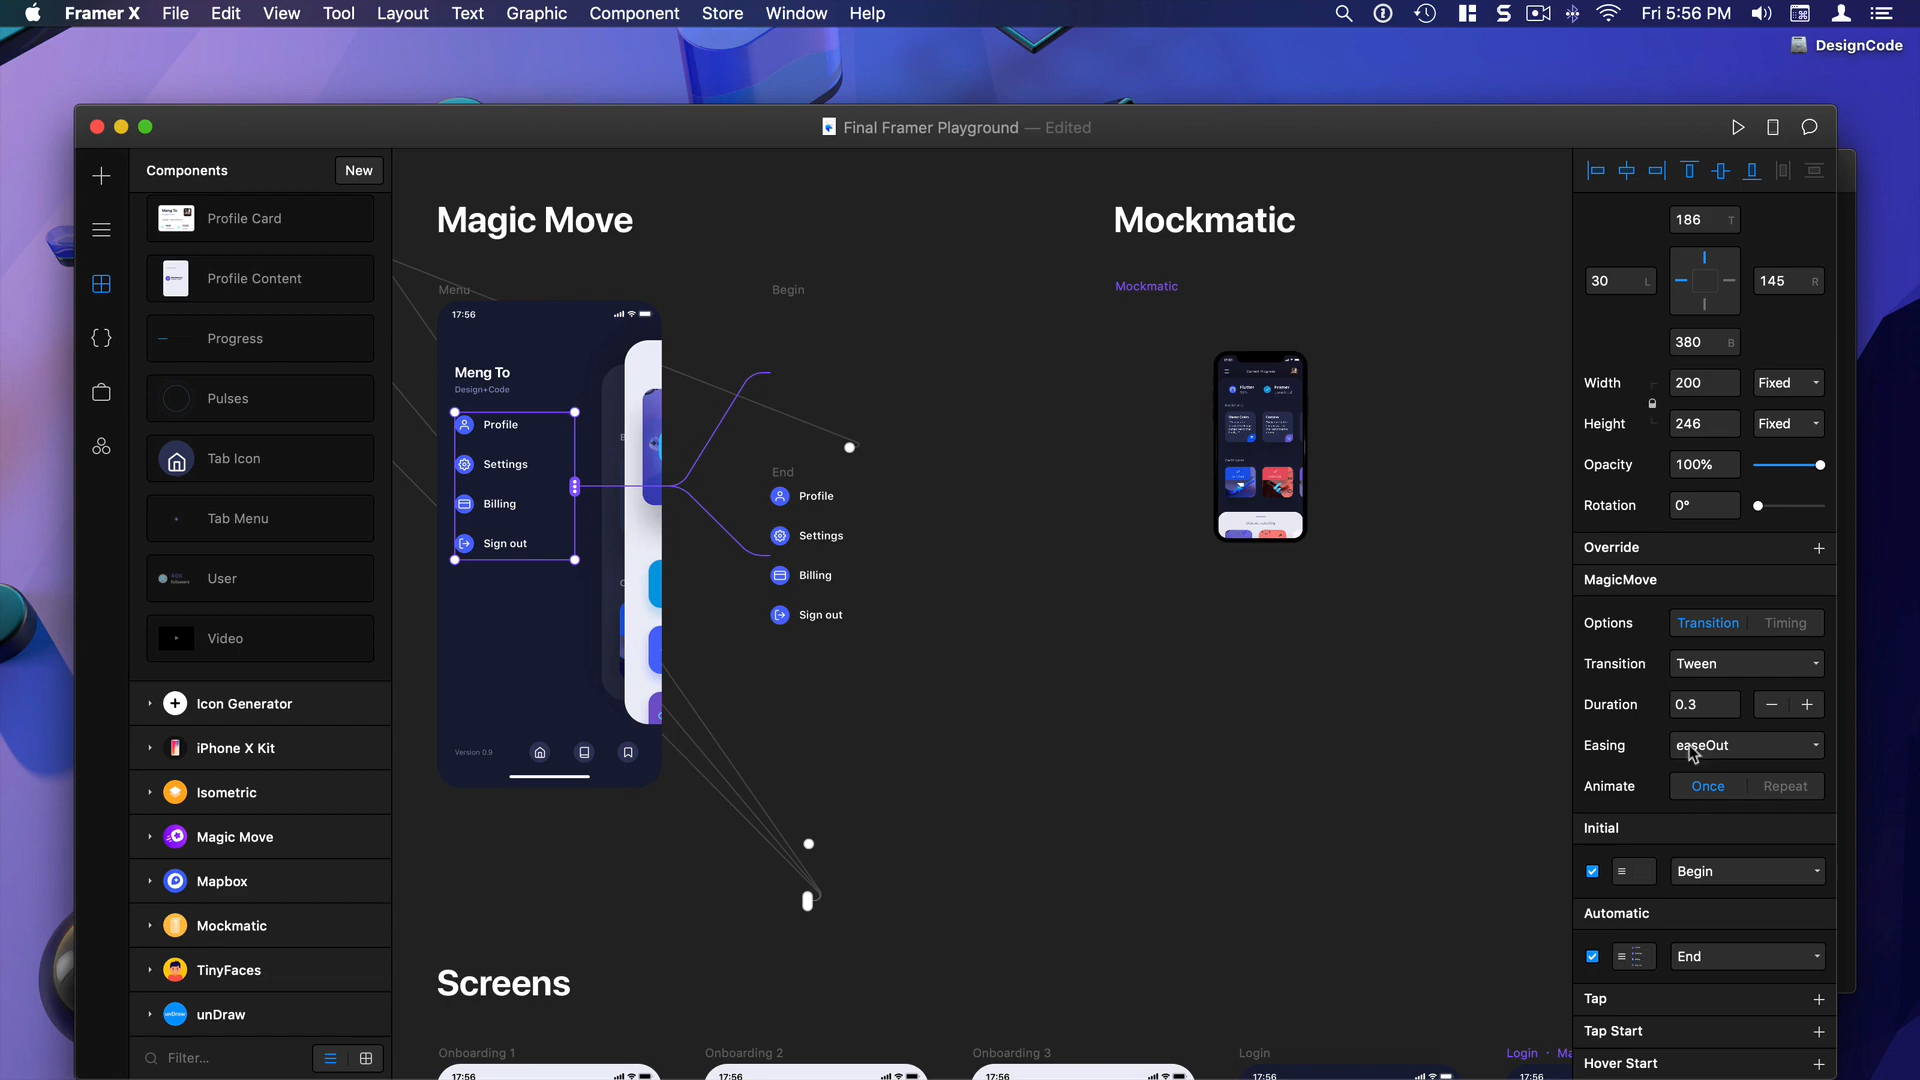 Framer X File Edit View Tool Layout Text Graphic Component Store Window Help
Fri 5:56 PM
DesignCode
Final Framer Playground — Edited
Components New
Profile Card
Profile Content
Progress
Pulses
Tab Icon
Tab Menu
User
Video
Icon Generator
iPhone X Kit
Isometric
Magic Move
Mapbox
Mockmatic
TinyFaces
unDraw
Filter...
Magic Move
Menu
17:56
Meng To
Design+Code
Profile
Settings
Billing
Sign out
Version 0.9
Begin
End
Profile
Settings
Billing
Sign out
Mockmatic
Mockmatic
Screens
Onboarding 1
17:56
Onboarding 2
17:56
Onboarding 3
17:56
Login
17:56
Login · Ma
17:56
186 T
30 L
145 R
380 B
Width 200 Fixed
Height 246 Fixed
Opacity 100%
Rotation 0°
Override
MagicMove
Options Transition Timing
Transition Tween
Duration 0.3
Easing easeOut
Animate Once Repeat
Initial
Begin
Automatic
End
Tap
Tap Start
Hover Start